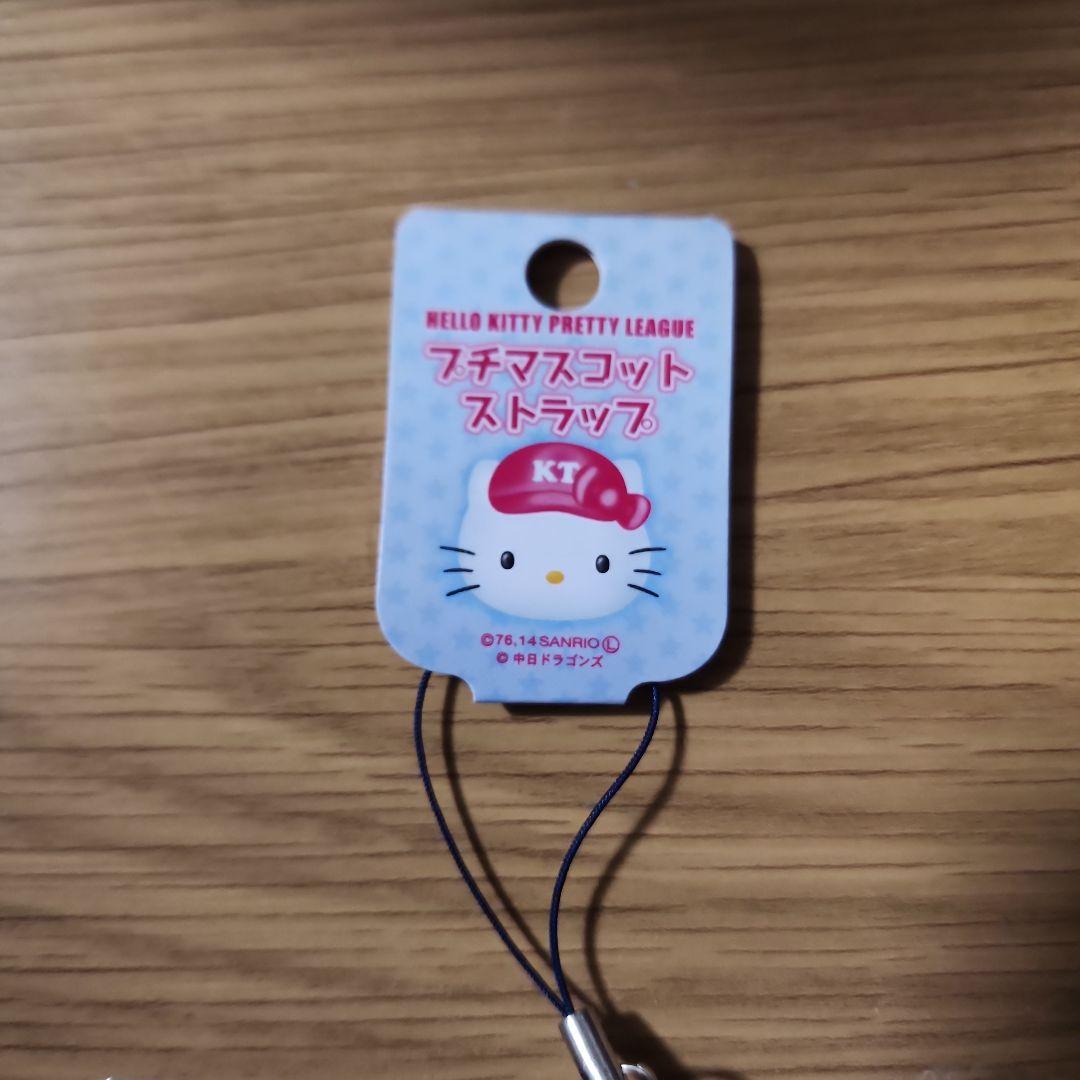 HELLO KITTY PRETTY LEAGUE
プチマスコット
ストラップ
KT
©76,14 SANRIO Ⓛ
© 中日ドラゴンズ